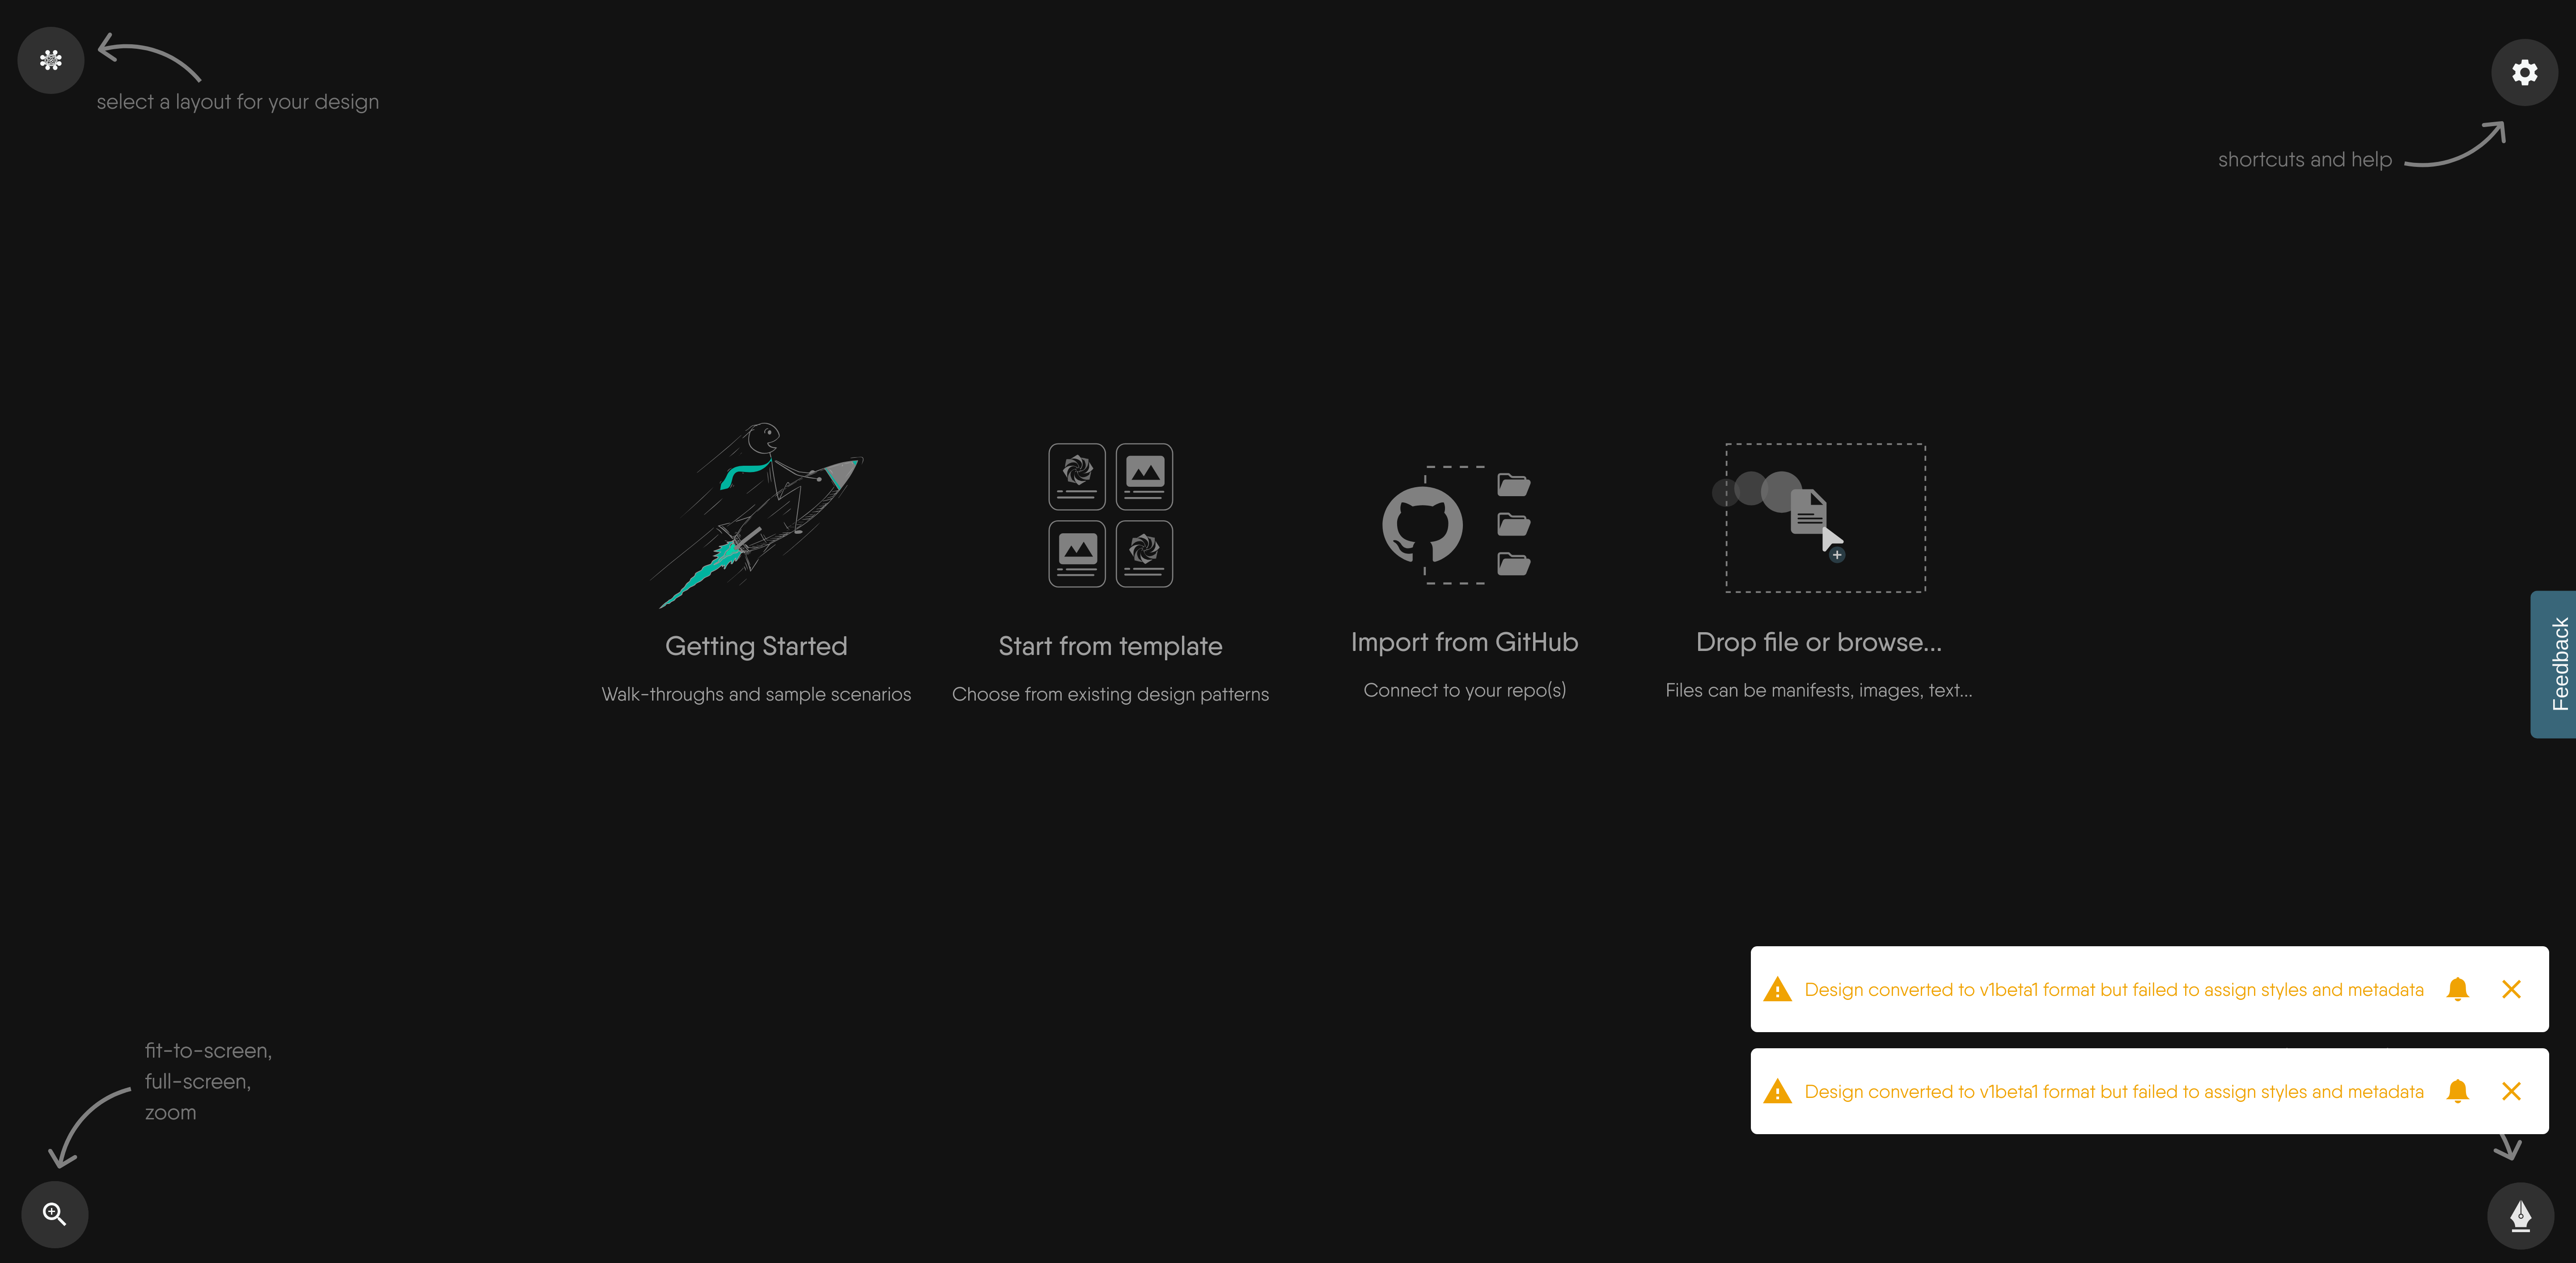 select a layout for your design
shortcuts and help
Getting Started
Walk-throughs and sample scenarios
Start from template
Choose from existing design patterns
Import from GitHub
Connect to your repo(s)
Drop file or browse...
Files can be manifests, images, text...
Feedback
Design converted to v1beta1 format but failed to assign styles and metadata
Design converted to v1beta1 format but failed to assign styles and metadata
fit-to-screen,
full-screen,
zoom